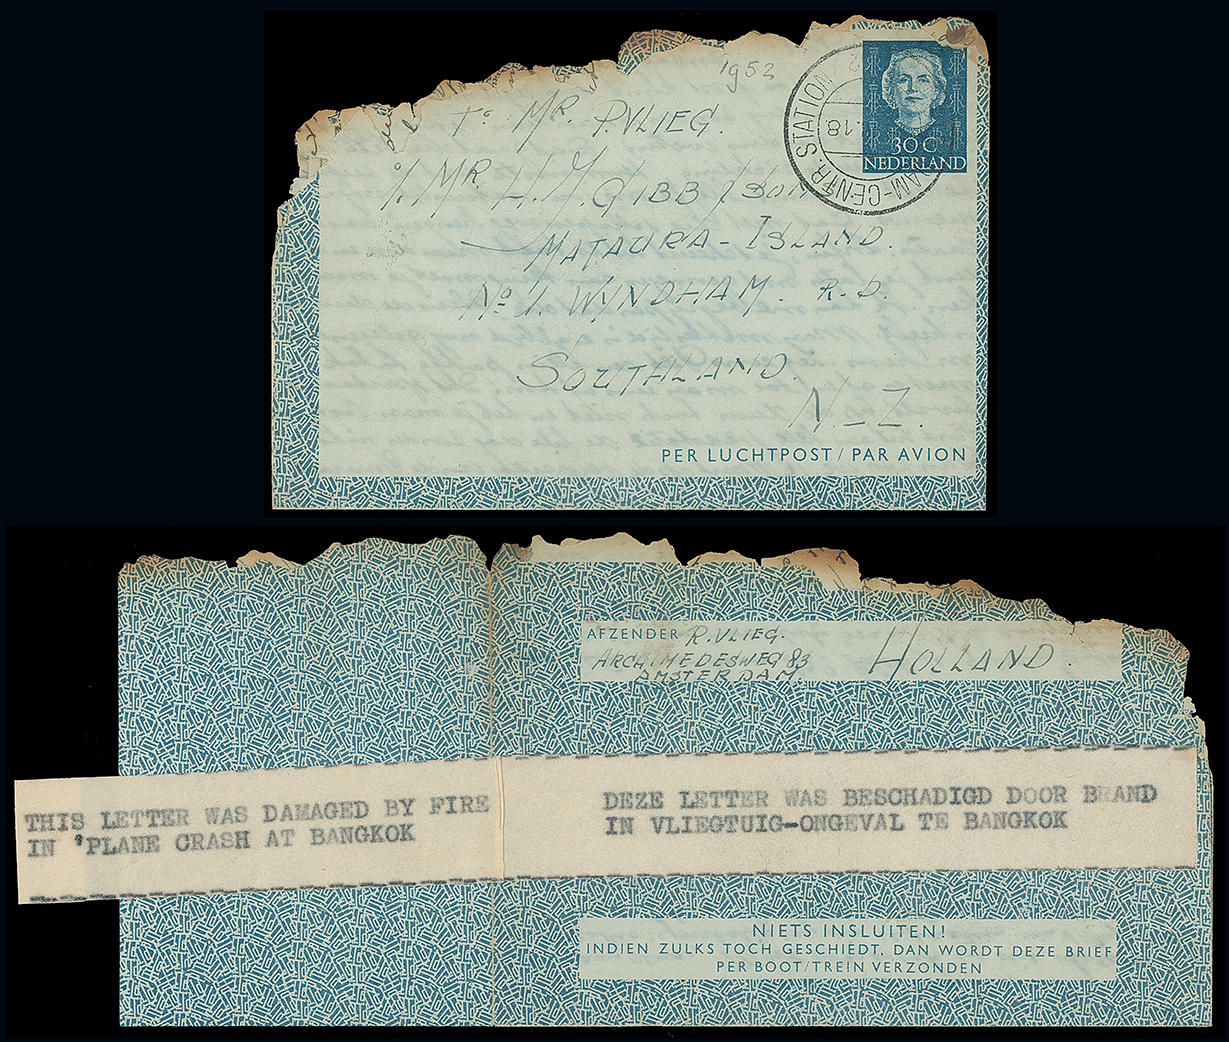 1952
To MR. P. VLIEG.
c/o MR. H. J. GIBB / BOX
MATAURA - ISLAND.
No 1. WYNDHAM. R. D.
SOUTHLAND.
N-Z.
30 C
NEDERLAND
CENTR. STATION
18
PER LUCHTPOST / PAR AVION
AFZENDER R. VLIEG.
ARCHIMEDESWEG 83
AMSTERDAM
HOLLAND.
THIS LETTER WAS DAMAGED BY FIRE
IN 'PLANE CRASH AT BANGKOK
DEZE LETTER WAS BESCHADIGD DOOR BRAND
IN VLIEGTUIG-ONGEVAL TE BANGKOK
NIETS INSLUITEN!
INDIEN ZULKS TOCH GESCHIEDT, DAN WORDT DEZE BRIEF
PER BOOT/TREIN VERZONDEN